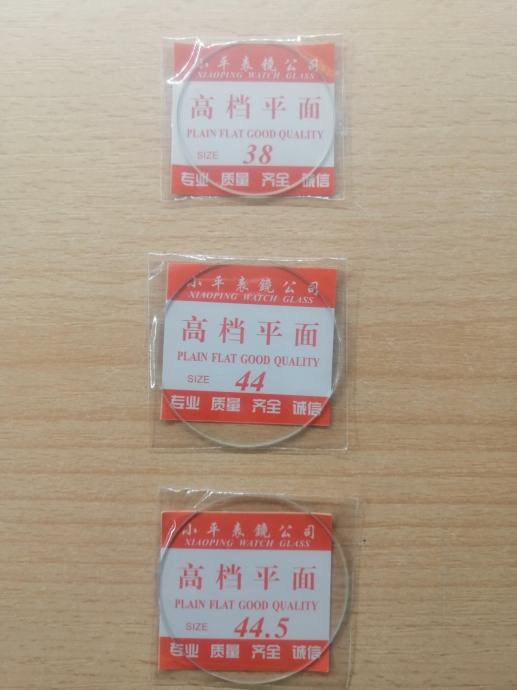 小平表鏡公司
XIAOPING WATCH GLASS
高档平面
PLAIN FLAT GOOD QUALITY
SIZE 38
专业 质量 齐全 诚信
小平表鏡公司
XIAOPING WATCH GLASS
高档平面
PLAIN FLAT GOOD QUALITY
SIZE 44
专业 质量 齐全 诚信
小平表鏡公司
XIAOPING WATCH GLASS
高档平面
PLAIN FLAT GOOD QUALITY
SIZE 44.5
专业 质量 齐全 诚信